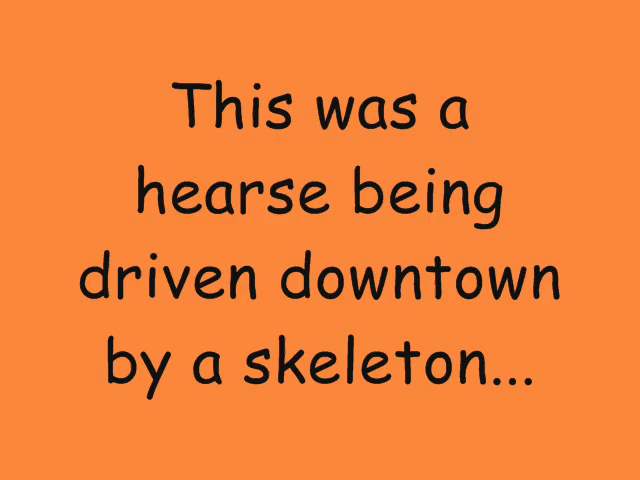 This was a
hearse being
driven downtown
by a skeleton...